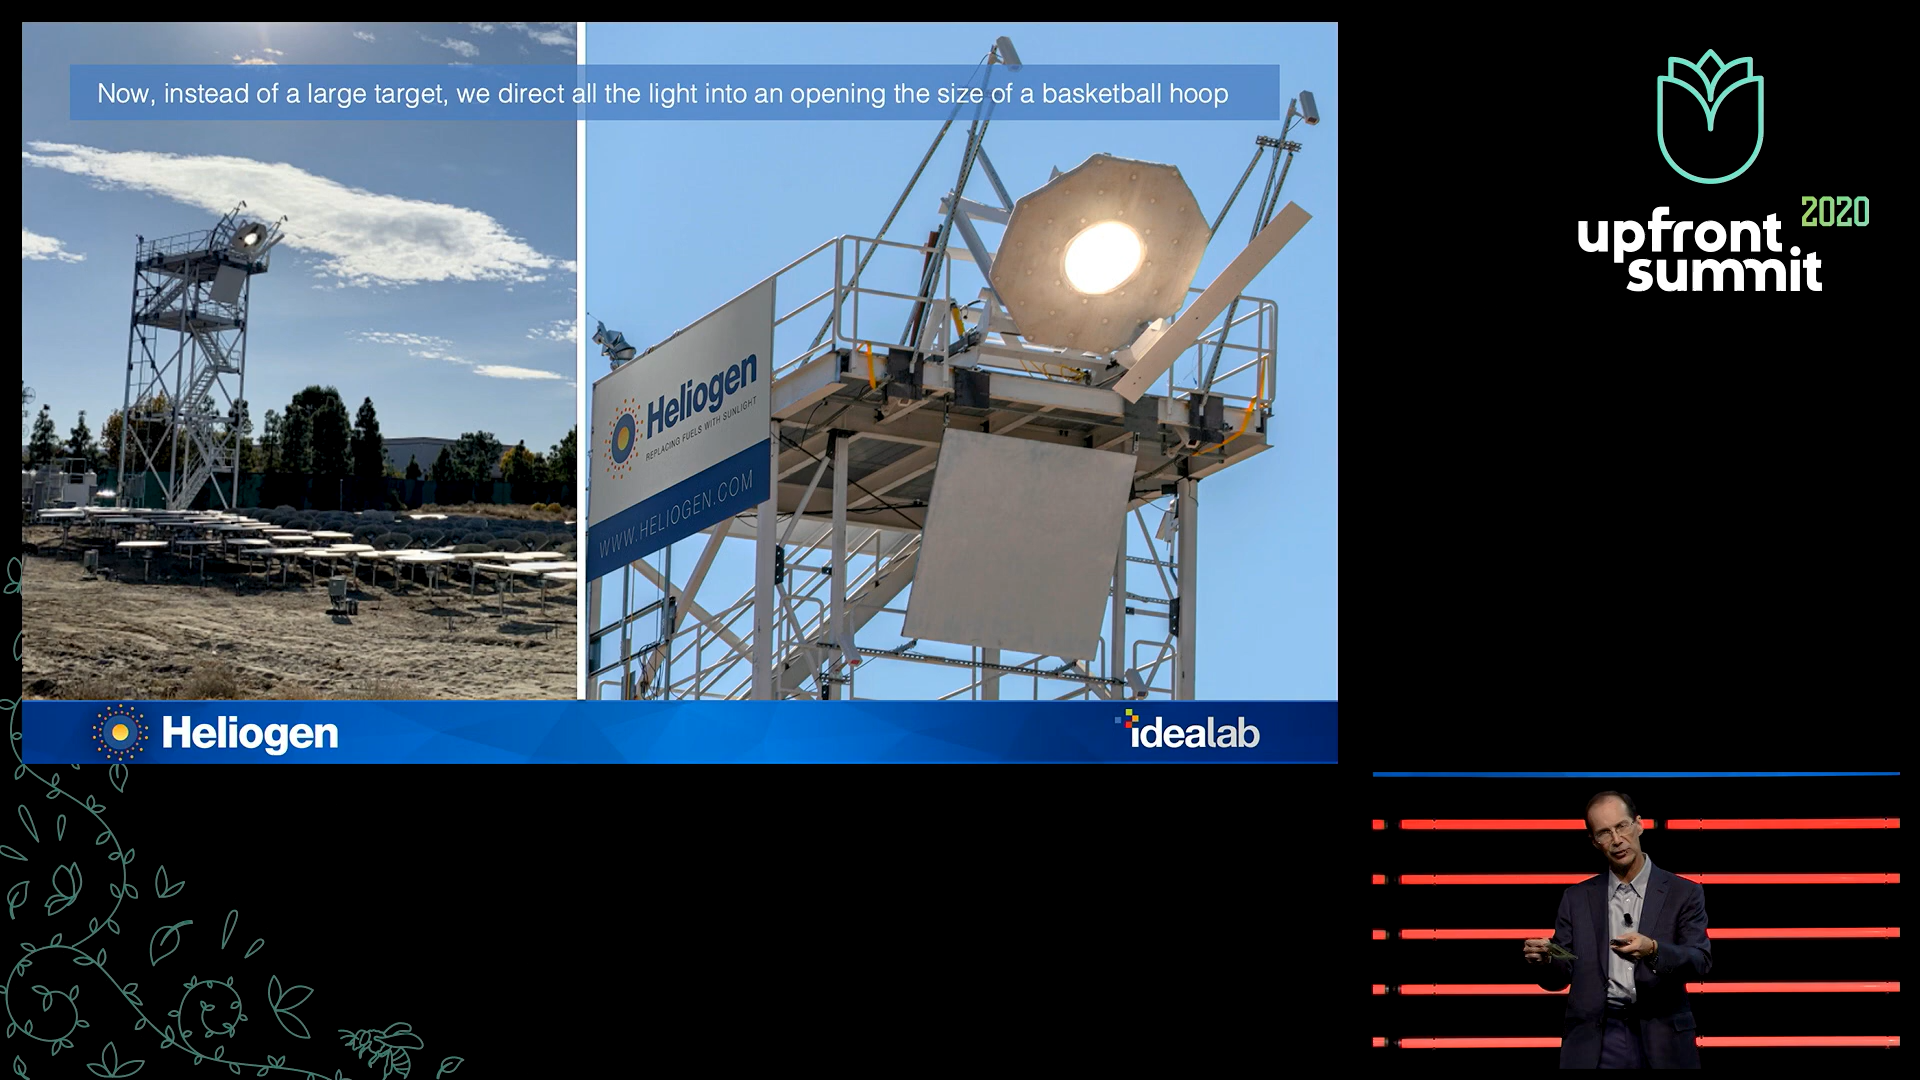 Now, instead of a large target, we direct all the light into an opening the size of a basketball hoop
Heliogen
REPLACING FUELS WITH SUNLIGHT
WWW.HELIOGEN.COM
Heliogen
idealab
upfront
summit
2020